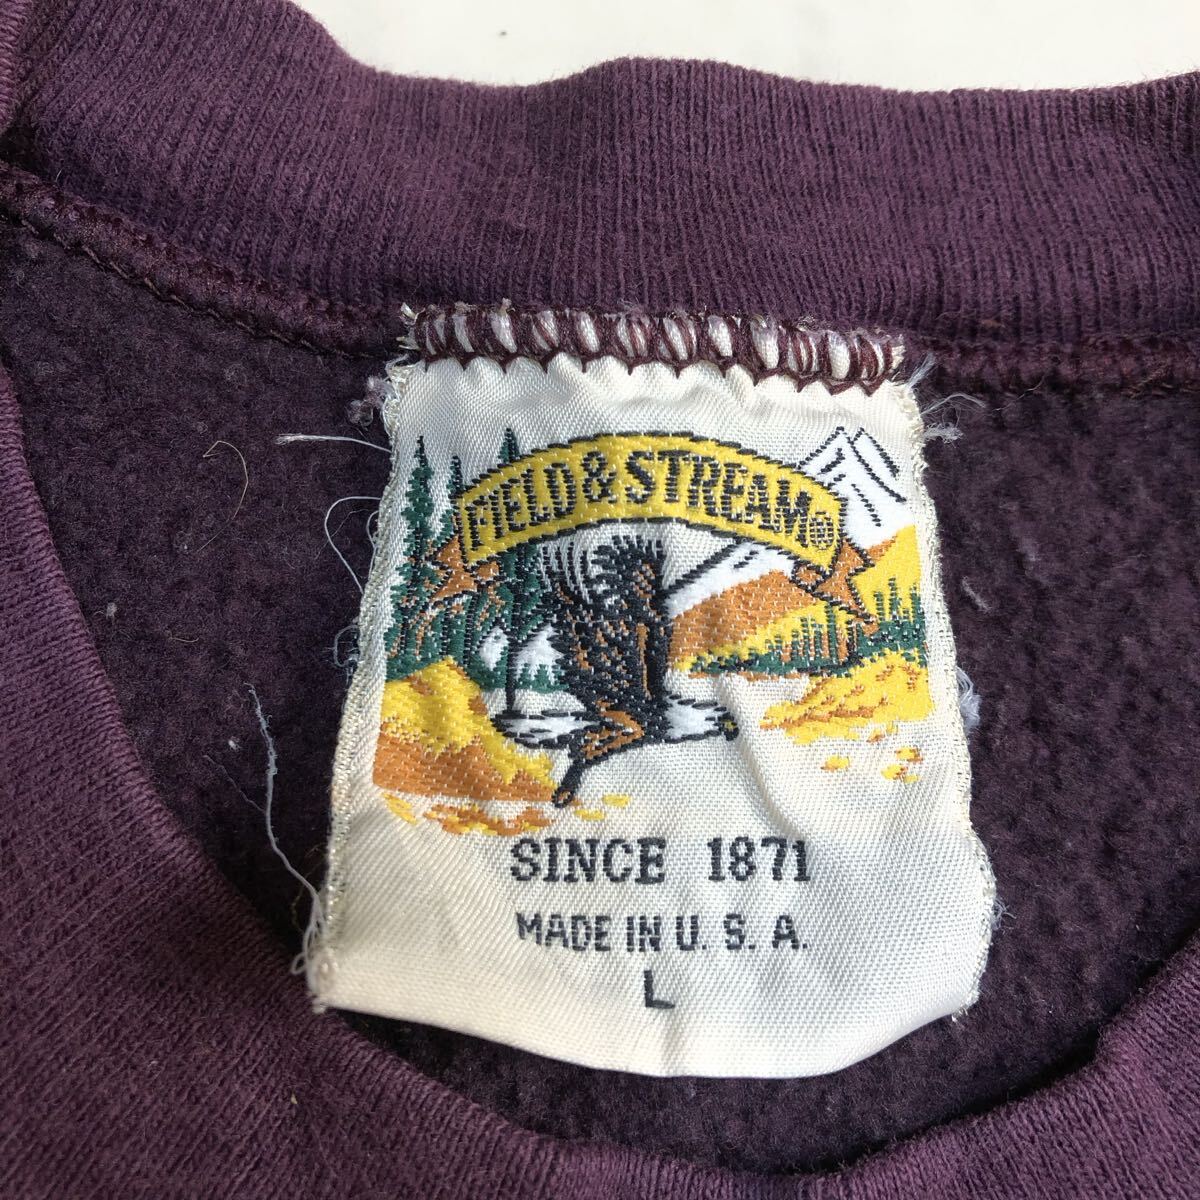 FIELD & STREAM®
SINCE 1871
MADE IN U. S. A.
L